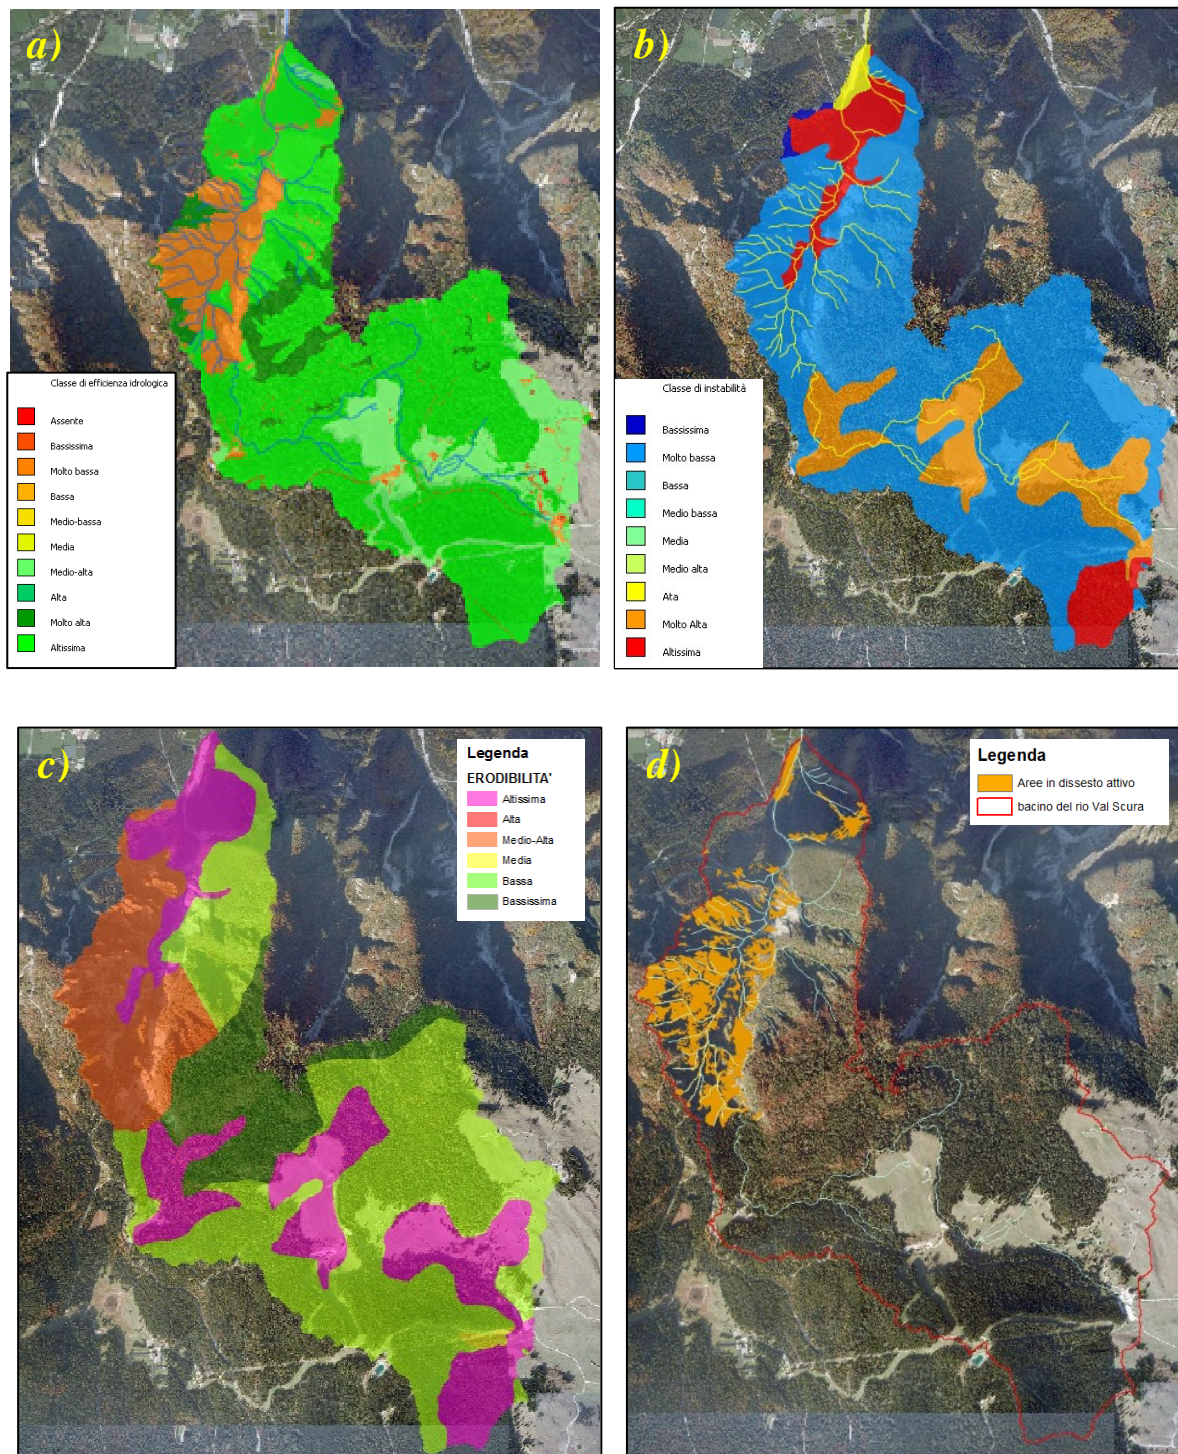 a)
Classe di efficienza idrologica
Assente
Bassissima
Molto bassa
Bassa
Medio-bassa
Media
Medio-alta
Alta
Molto alta
Altissima
b)
Classe di instabilità
Bassissima
Molto bassa
Bassa
Medio bassa
Media
Medio alta
Ata
Molto Alta
Altissima
c)
Legenda
ERODIBILITA'
Altissima
Alta
Medio-Alta
Media
Bassa
Bassissima
d)
Legenda
Aree in dissesto attivo
bacino del rio Val Scura